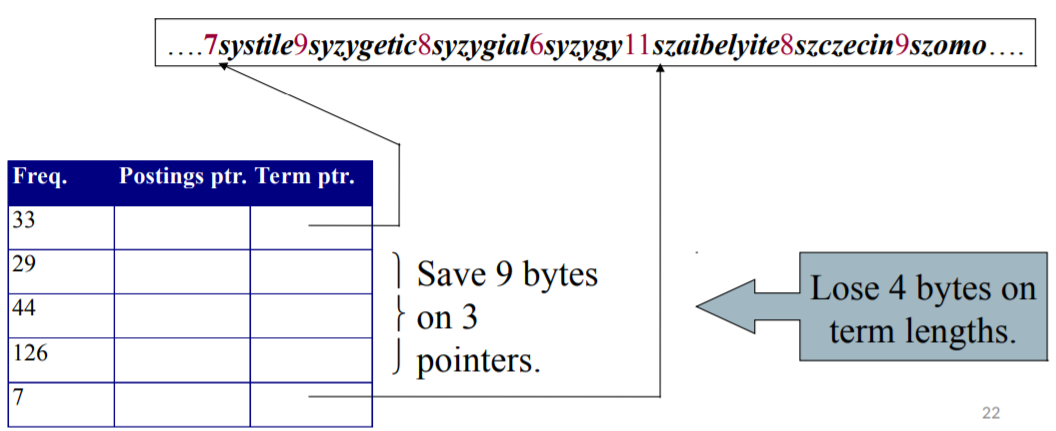 ….7systile9syzygetic8syzygial6syzygy11szaibelyite8szczecin9szomo….
Freq. Postings ptr. Term ptr.
33
29
44
126
7
Save 9 bytes
on 3
pointers.
Lose 4 bytes on
term lengths.
22